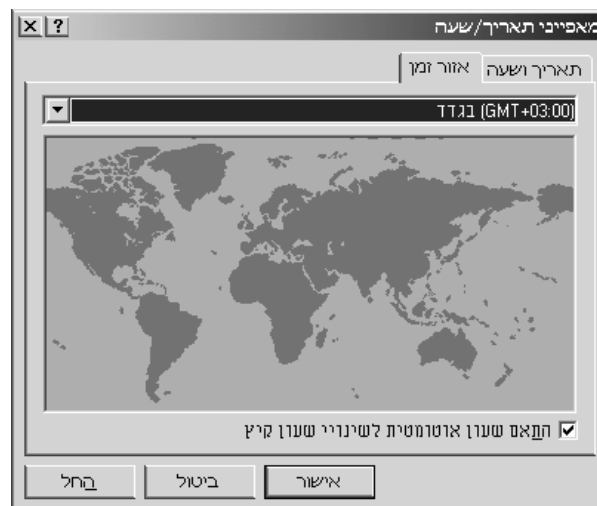 מאפייני תאריך/שעה
תאריך ושעה
אזור זמן
(GMT+03:00) בגדד
התאם שעון אוטומטית לשינויי שעון קיץ
אישור
ביטול
החל